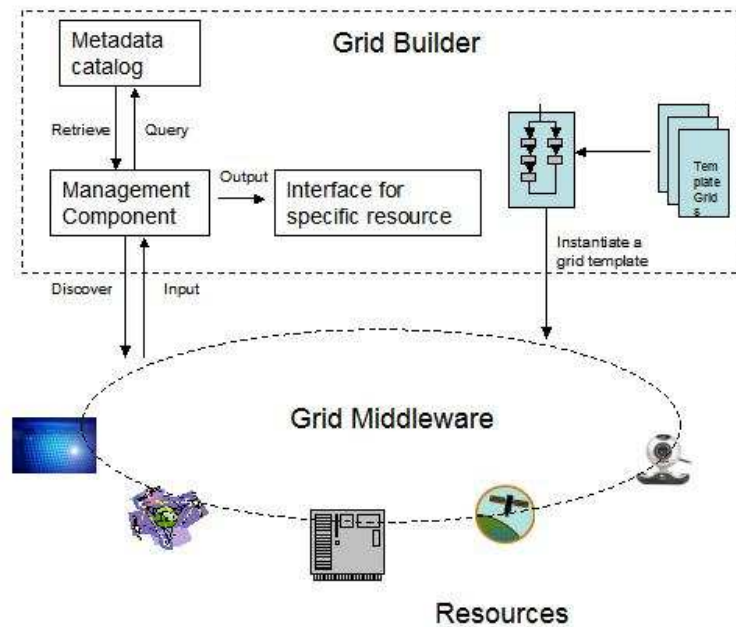 Grid Builder
Metadata
catalog
Retrieve
Query
Management
Component
Output
Interface for
specific resource
Tem
plate
Grid
s
Instantiate a
grid template
Discover
Input
Grid Middleware
Resources